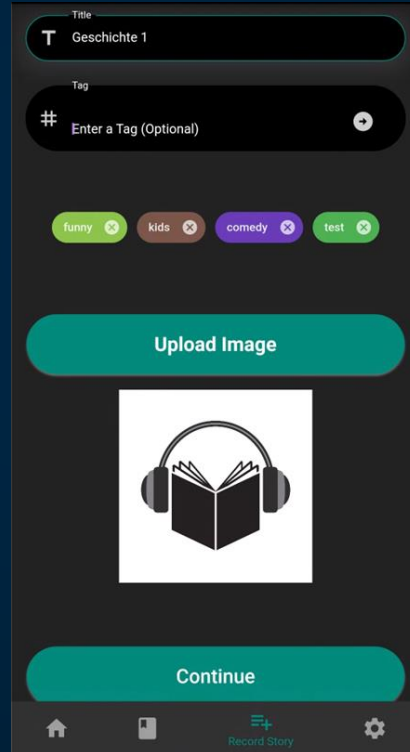 Title
Geschichte 1
Tag
Enter a Tag (Optional)
funny kids comedy test
Upload Image
Continue
Record Story